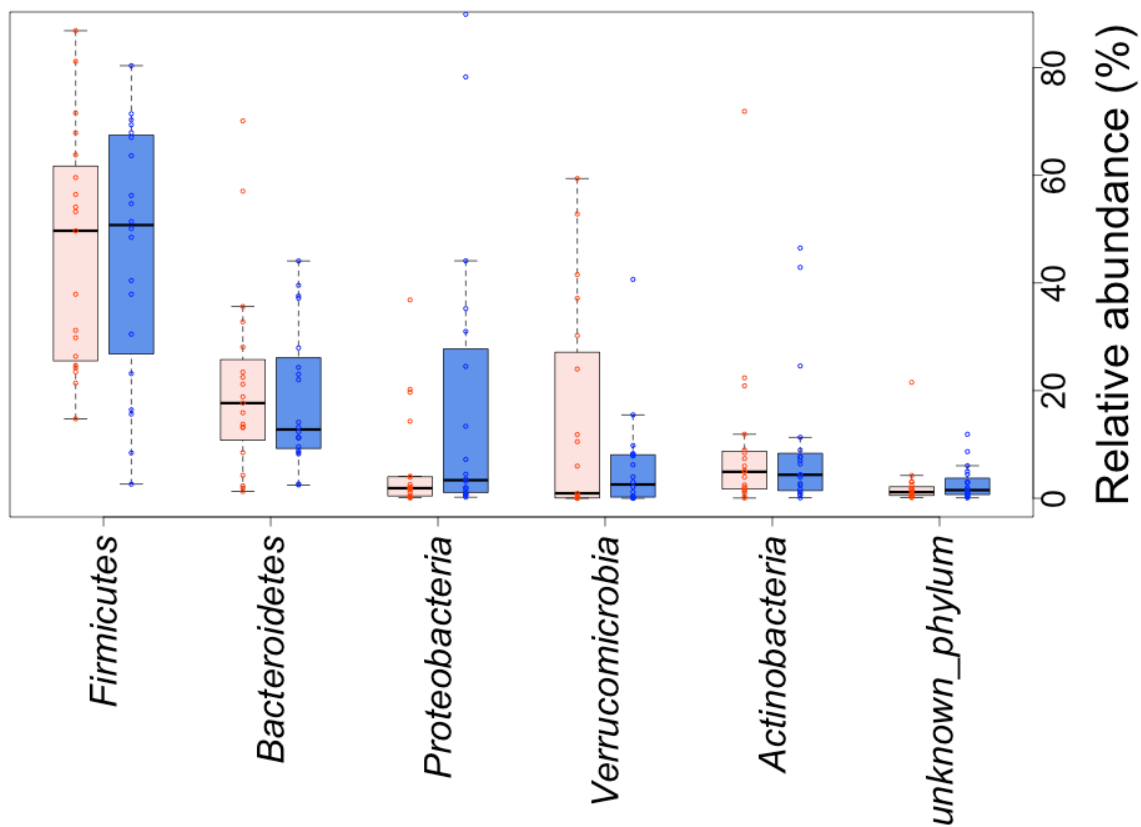 Firmicutes
Bacteroidetes
Proteobacteria
Verrucomicrobia
Actinobacteria
unknown_phylum
0
20
40
60
80
Relative abundance (%)